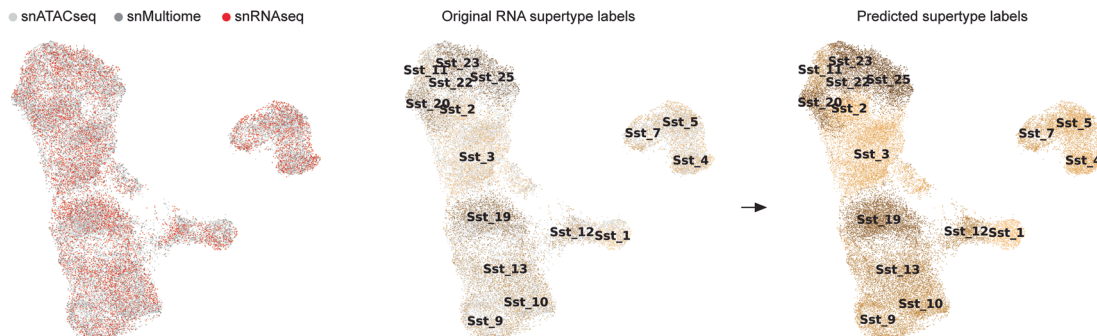 snATACseq snMultiome snRNAseq
Original RNA supertype labels
Predicted supertype labels
Sst_23
Sst_11
Sst_25
Sst_22
Sst_20
Sst_2
Sst_5
Sst_7
Sst_3
Sst_4
Sst_19
Sst_12
Sst_1
Sst_13
Sst_10
Sst_9
Sst_23
Sst_11
Sst_25
Sst_22
Sst_20
Sst_2
Sst_5
Sst_7
Sst_3
Sst_4
Sst_19
Sst_12
Sst_1
Sst_13
Sst_10
Sst_9